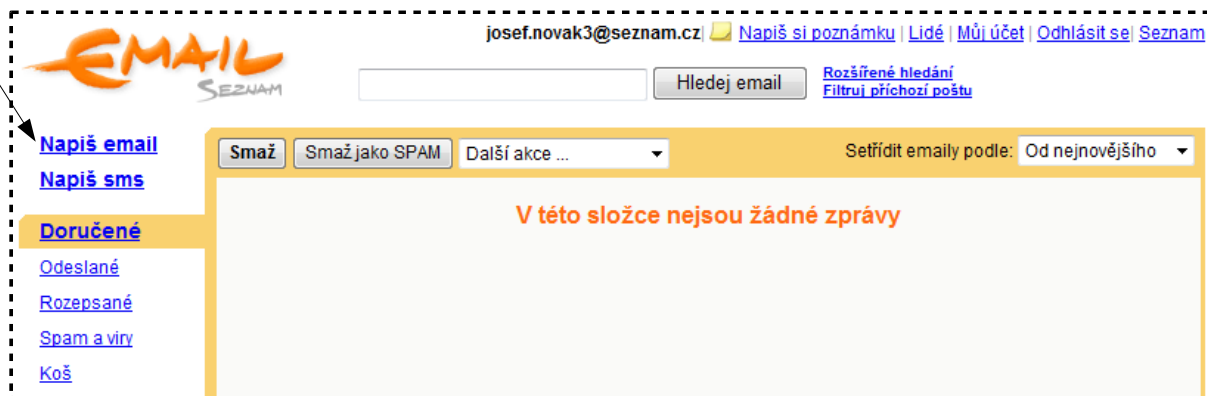 josef.novak3@seznam.cz| Napiš si poznámku | Lidé | Můj účet | Odhlásit se| Seznam
EMAIL
SEZNAM
Hledej email
Rozšířené hledání
Filtruj příchozí poštu
Napiš email
Napiš sms
Smaž Smaž jako SPAM Další akce ... Setřídit emaily podle: Od nejnovějšího
V této složce nejsou žádné zprávy
Doručené
Odeslané
Rozepsané
Spam a viry
Koš